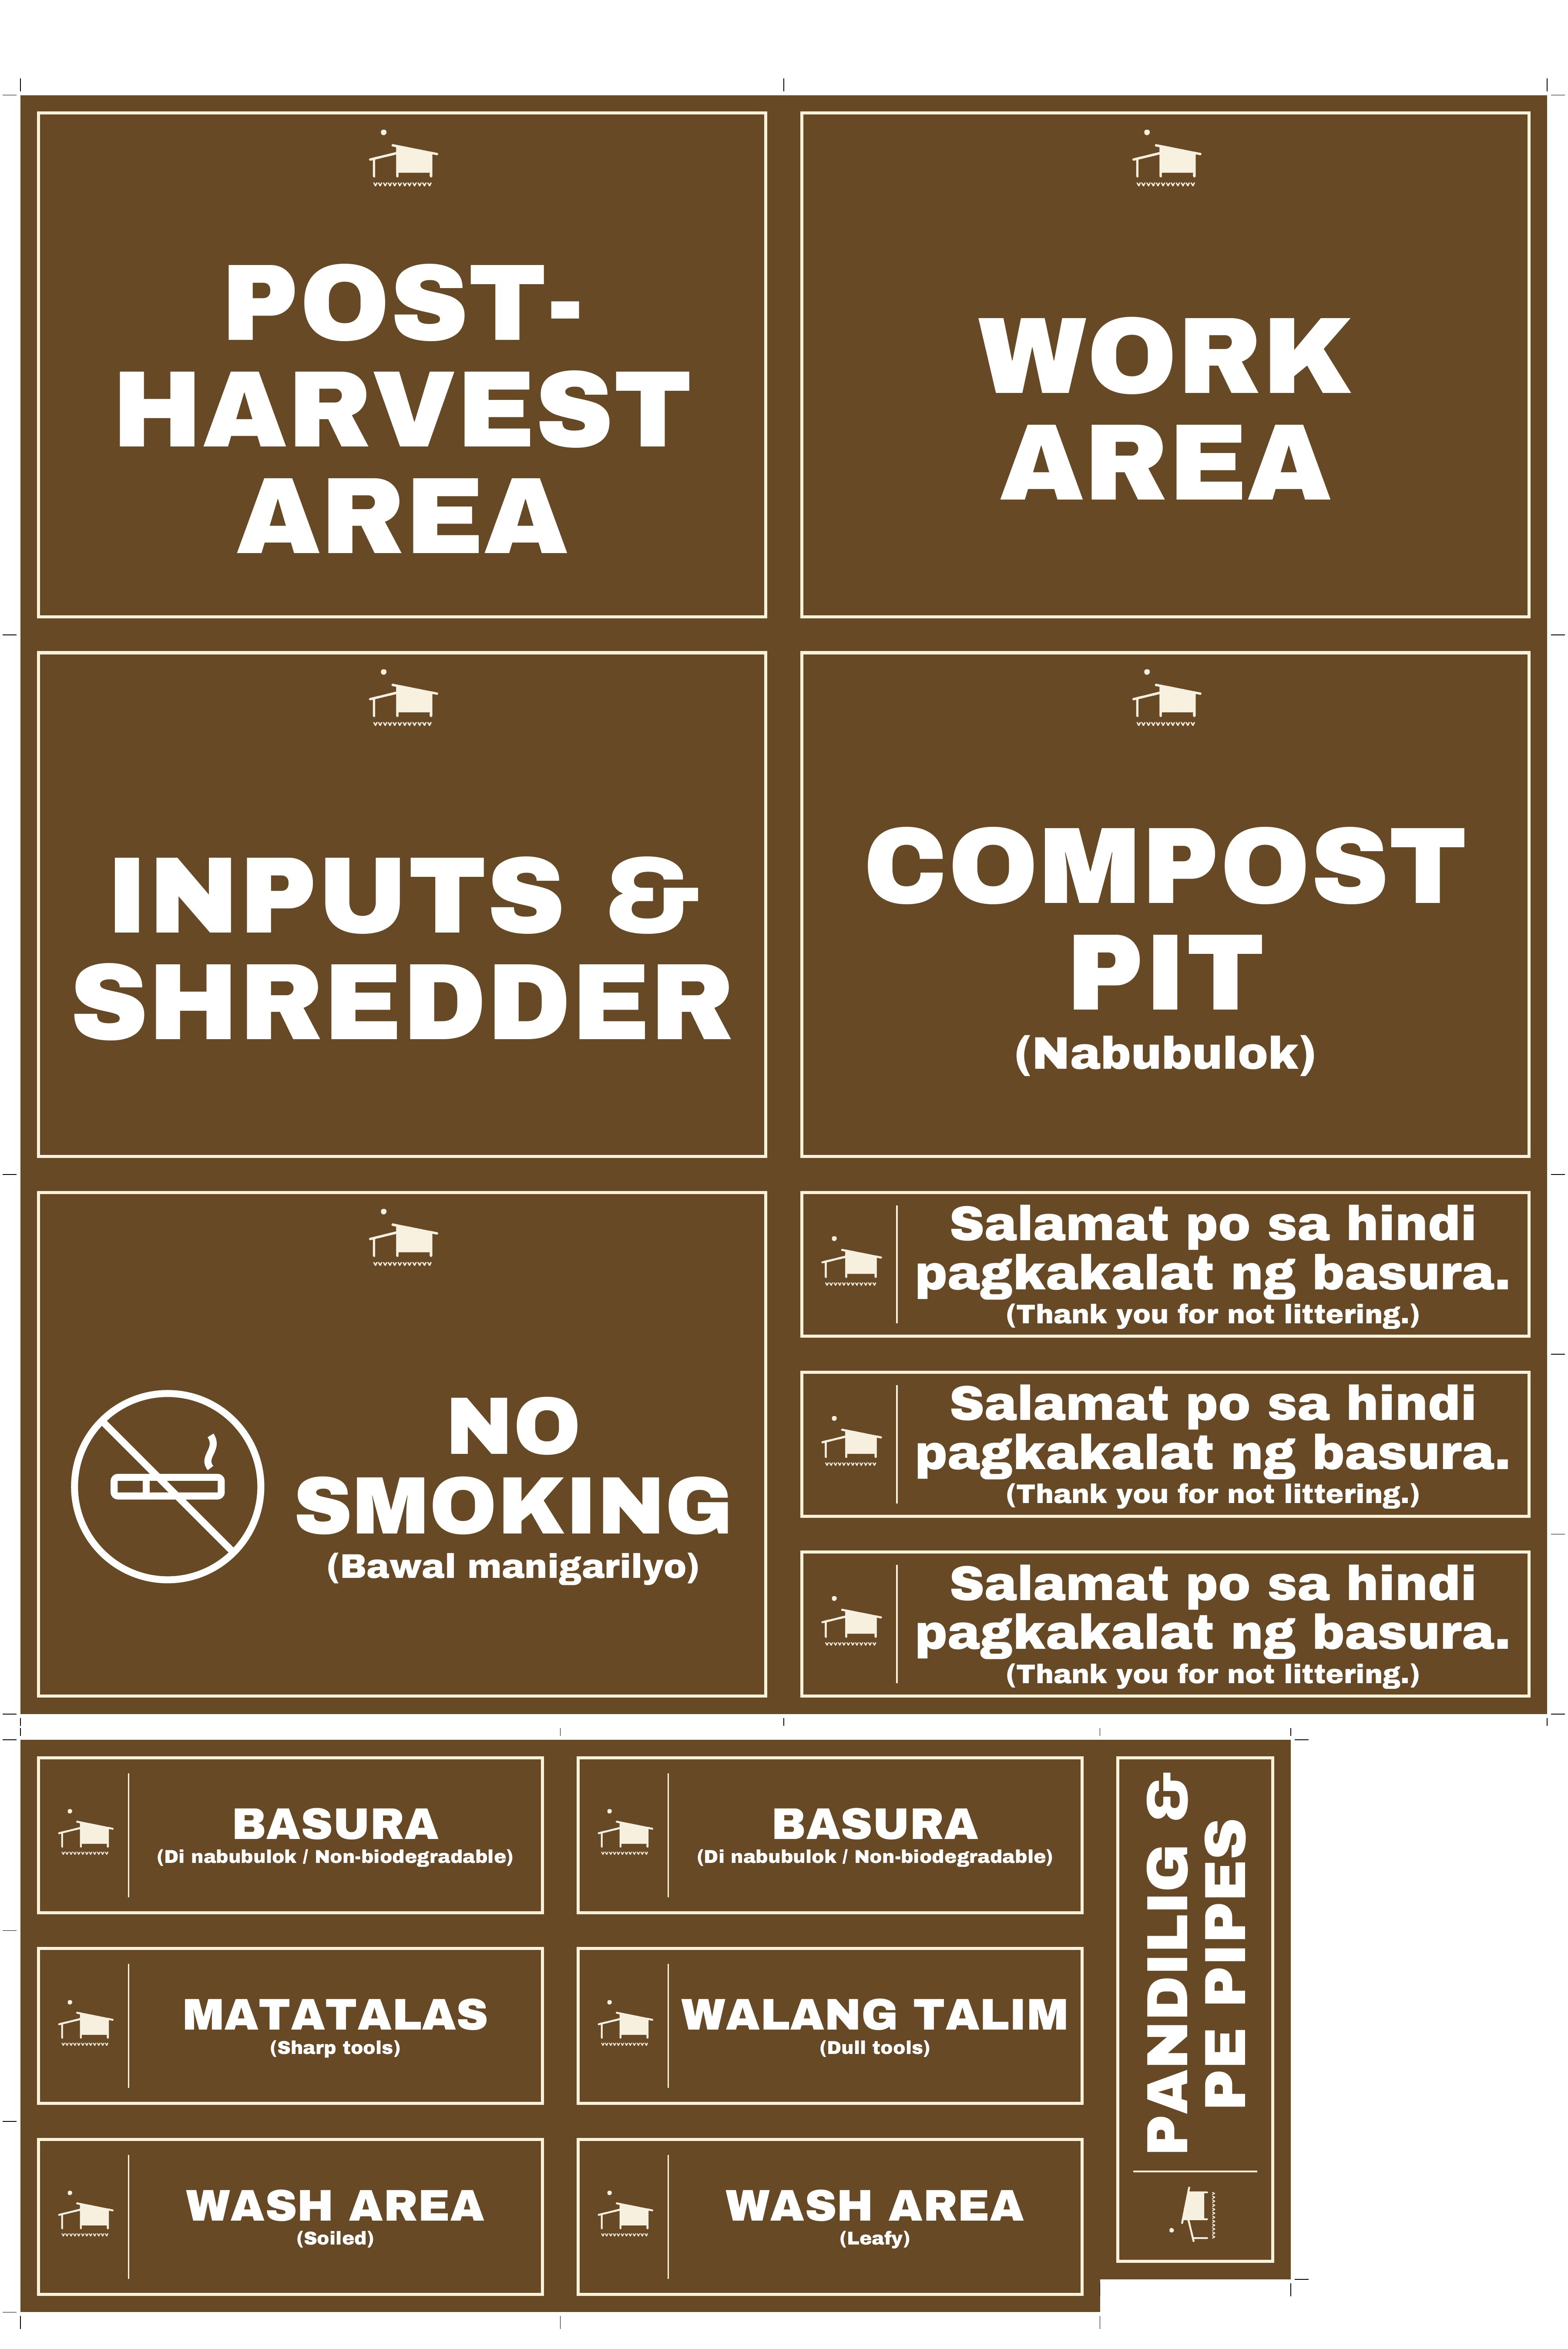 POST-
HARVEST
AREA
WORK
AREA
INPUTS &
SHREDDER
COMPOST
PIT
(Nabubulok)
NO
SMOKING
(Bawal manigarilyo)
Salamat po sa hindi
pagkakalat ng basura.
(Thank you for not littering.)
Salamat po sa hindi
pagkakalat ng basura.
(Thank you for not littering.)
Salamat po sa hindi
pagkakalat ng basura.
(Thank you for not littering.)
BASURA
(Di nabubulok / Non-biodegradable)
BASURA
(Di nabubulok / Non-biodegradable)
MATATALAS
(Sharp tools)
WALANG TALIM
(Dull tools)
WASH AREA
(Soiled)
WASH AREA
(Leafy)
PANDILIG &
PE PIPES